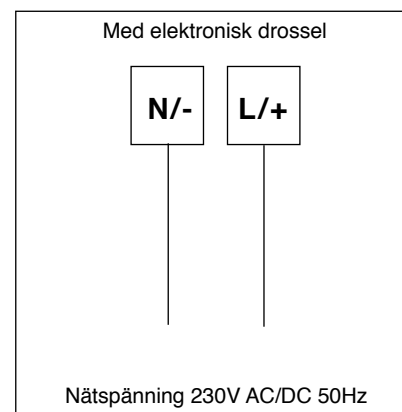 Med elektronisk drossel
N/- L/+
Nätspänning 230V AC/DC 50Hz